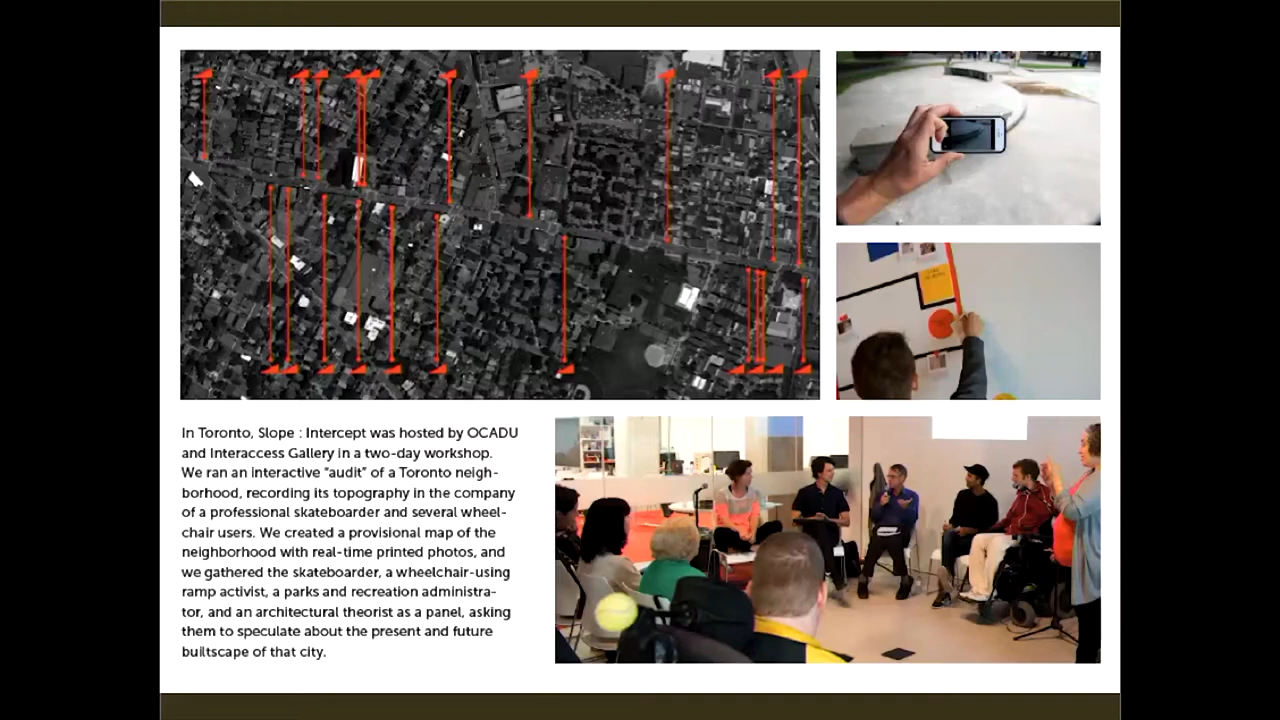 In Toronto, Slope : Intercept was hosted by OCADU
and Interaccess Gallery in a two-day workshop.
We ran an interactive “audit” of a Toronto neigh-
borhood, recording its topography in the company
of a professional skateboarder and several wheel-
chair users. We created a provisional map of the
neighborhood with real-time printed photos, and
we gathered the skateboarder, a wheelchair-using
ramp activist, a parks and recreation administra-
tor, and an architectural theorist as a panel, asking
them to speculate about the present and future
builtscape of that city.